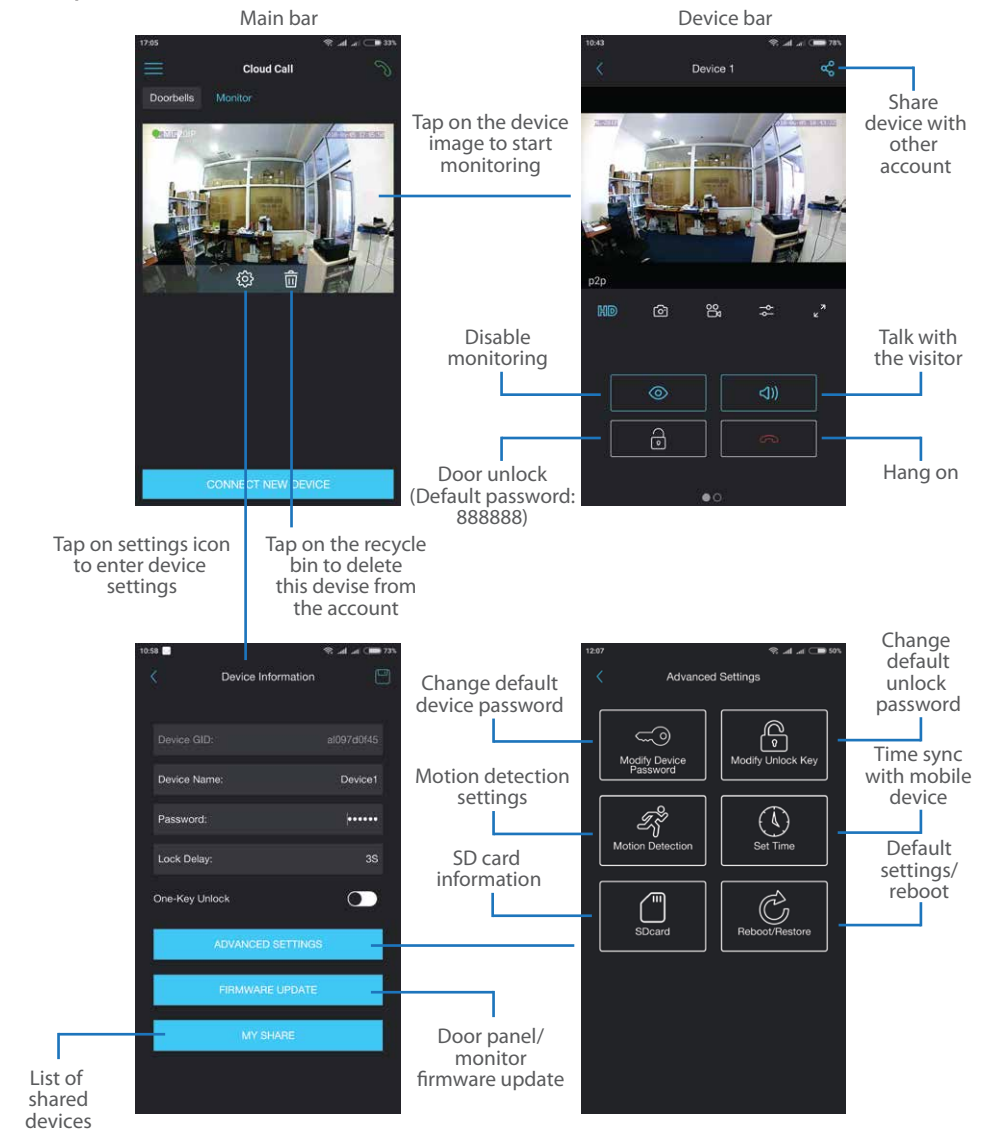 Main bar
Device bar
17:05
33%
Cloud Call
Doorbells
Monitor
10:43
78%
Device 1
p2p
HD
Share
device with
other
account
Tap on the device
image to start
monitoring
Disable
monitoring
Talk with
the visitor
Door unlock
(Default password:
888888)
Hang on
CONNECT NEW DEVICE
Tap on settings icon
to enter device
settings
Tap on the recycle
bin to delete
this devise from
the account
10:58
73%
Device Information
Device GID:
al097d0f45
Device Name:
Device1
Password:
••••••
Lock Delay:
3S
One-Key Unlock
ADVANCED SETTINGS
FIRMWARE UPDATE
MY SHARE
List of
shared
devices
Door panel/
monitor
firmware update
Change default
device password
Motion detection
settings
SD card
information
12:07
50%
Advanced Settings
Modify Device
Password
Modify Unlock Key
Motion Detection
Set Time
SDcard
Reboot/Restore
Change
default
unlock
password
Time sync
with mobile
device
Default
settings/
reboot